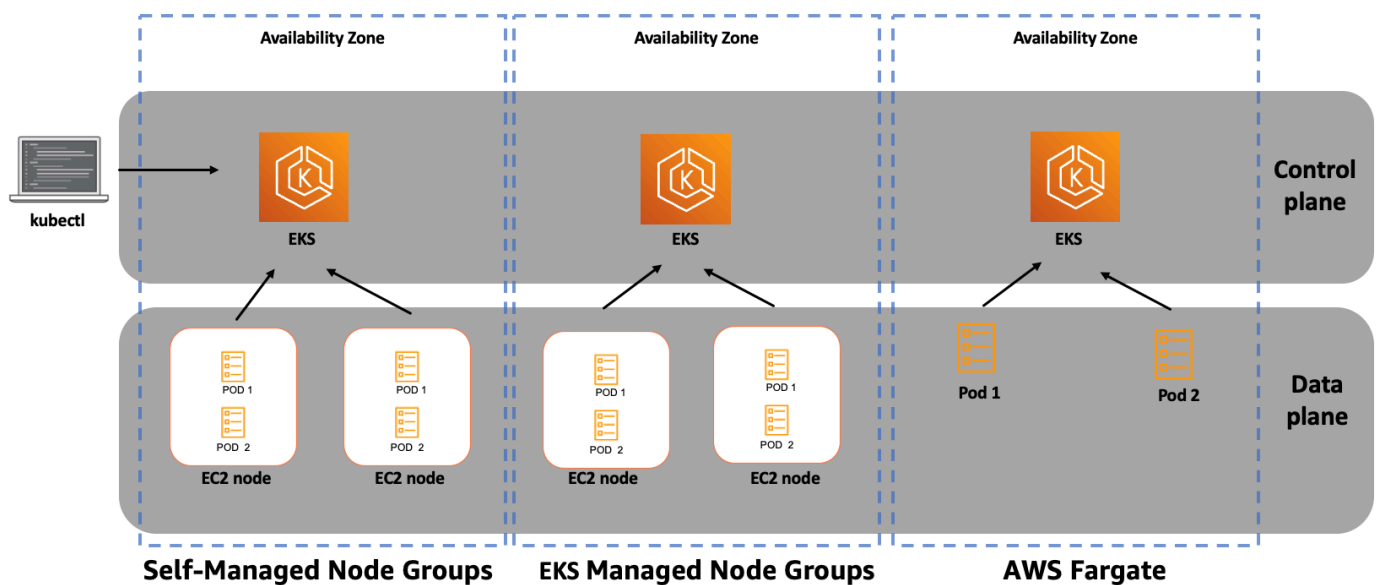 Availability Zone
Availability Zone
Availability Zone
kubectl
K
EKS
K
EKS
K
EKS
Control
plane
POD 1
POD 2
EC2 node
POD 1
POD 2
EC2 node
POD 1
POD 2
EC2 node
POD 1
POD 2
EC2 node
Pod 1
Pod 2
Data
plane
Self-Managed Node Groups
EKS Managed Node Groups
AWS Fargate